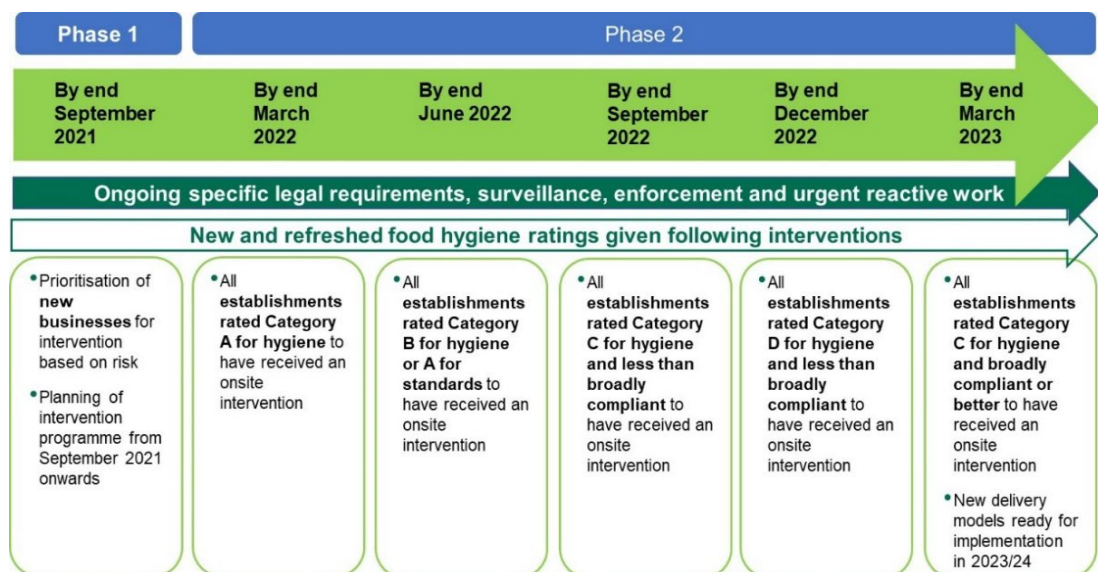 Phase 1
Phase 2
By end
September
2021
By end
March
2022
By end
June 2022
By end
September
2022
By end
December
2022
By end
March
2023
Ongoing specific legal requirements, surveillance, enforcement and urgent reactive work
New and refreshed food hygiene ratings given following interventions
•Prioritisation of
new
businesses for
intervention
based on risk
•Planning of
intervention
programme from
September 2021
onwards
•All
establishments
rated Category
A for hygiene to
have received an
onsite
intervention
•All
establishments
rated Category
B for hygiene
or A for
standards to
have received an
onsite
intervention
•All
establishments
rated Category
C for hygiene
and less than
broadly
compliant to
have received an
onsite
intervention
•All
establishments
rated Category
D for hygiene
and less than
broadly
compliant to
have received an
onsite
intervention
•All
establishments
rated Category
C for hygiene
and broadly
compliant or
better to have
received an
onsite
intervention
•New delivery
models ready for
implementation
in 2023/24